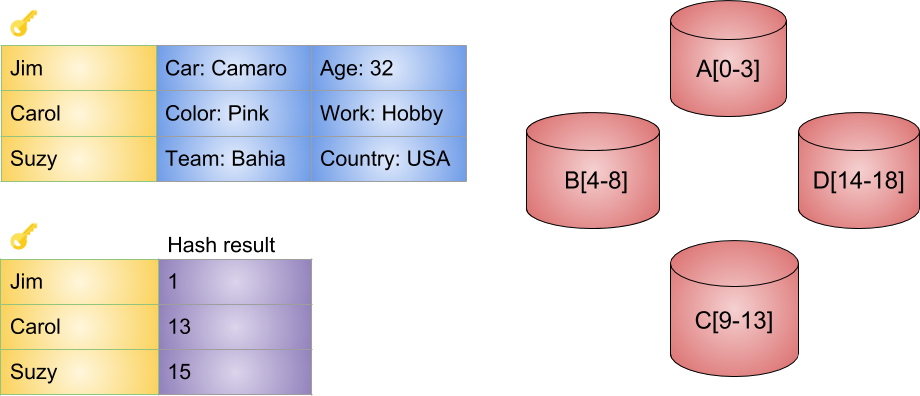 Jim Car: Camaro Age: 32
Carol Color: Pink Work: Hobby
Suzy Team: Bahia Country: USA
Hash result
Jim 1
Carol 13
Suzy 15
A[0-3]
B[4-8]
D[14-18]
C[9-13]